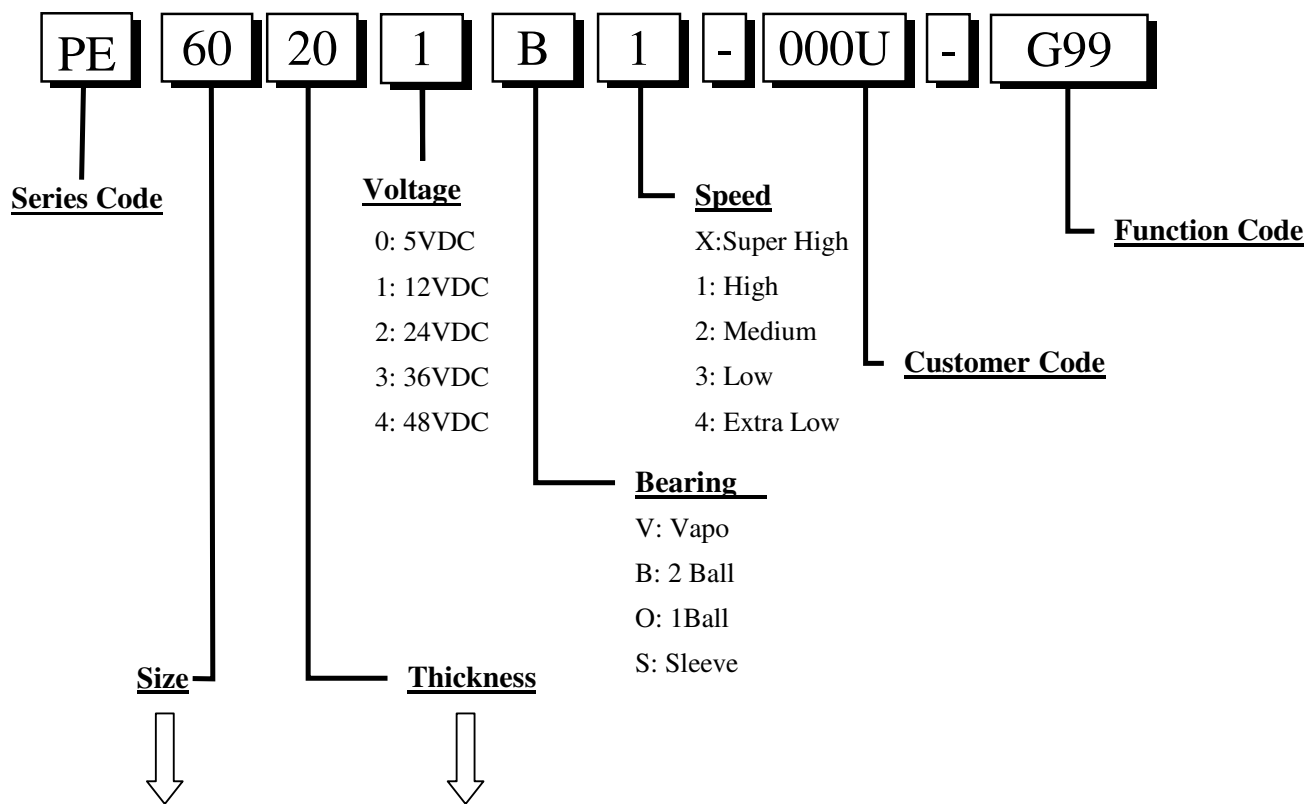 PE 60 20 1 B 1 - 000U - G99
Series Code
Voltage
0: 5VDC
1: 12VDC
2: 24VDC
3: 36VDC
4: 48VDC
Speed
X:Super High
1: High
2: Medium
3: Low
4: Extra Low
Function Code
Customer Code
Bearing
V: Vapo
B: 2 Ball
O: 1Ball
S: Sleeve
Size
Thickness